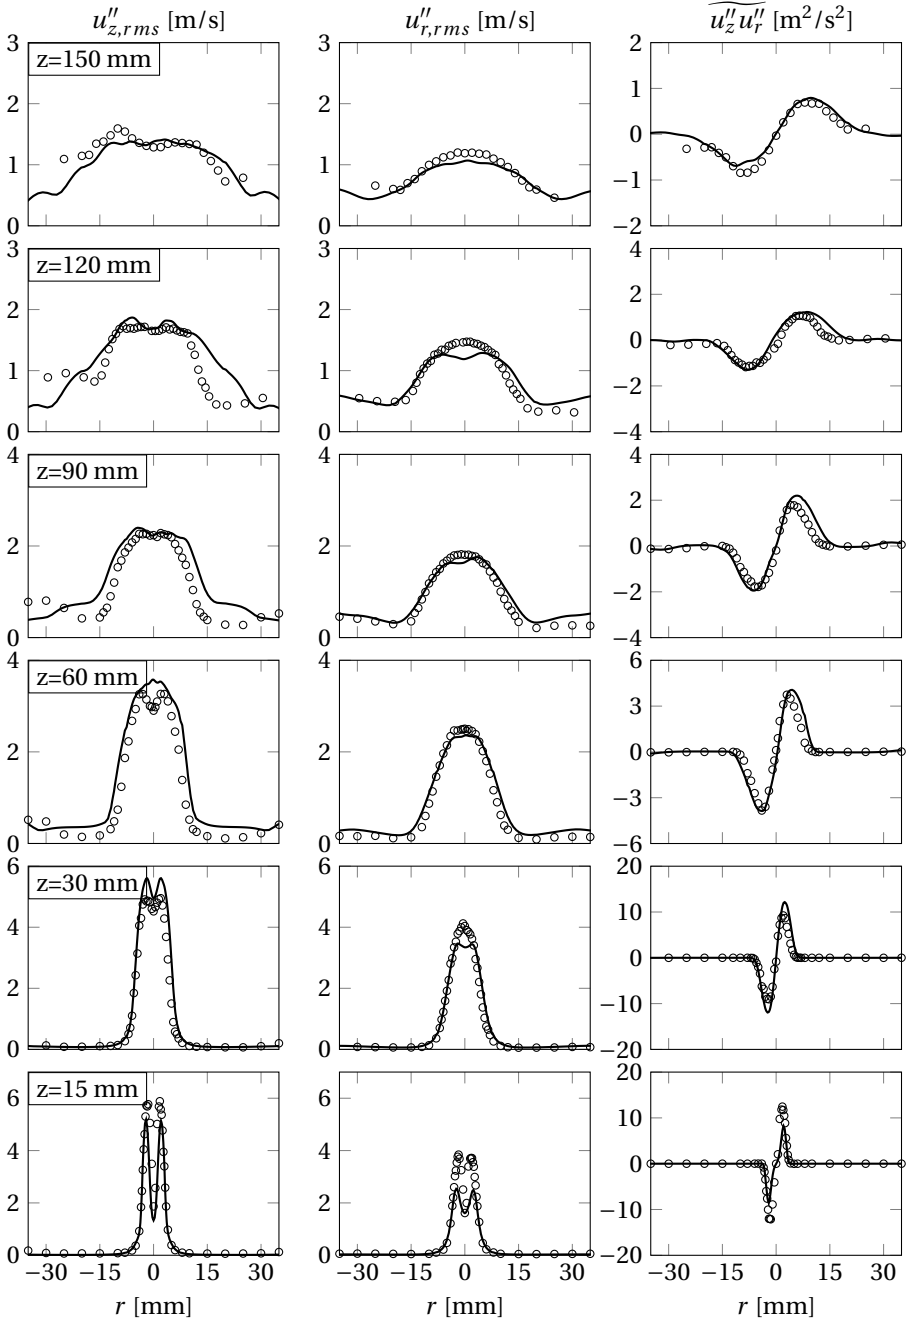 u″z,rms [m/s] u″r,rms [m/s] u″zu″r [m²/s²]
3 3 2
z=150 mm
2 2 1
1 1 0
−1
0 0 −2
3 3 4
z=120 mm
2 2 2
1 1 0
−2
0 0 −4
4 4 4
z=90 mm
2
2 2 0
−2
0 0 −4
4 4 6
z=60 mm
3
2 2 0
−3
0 0 −6
6 6 20
z=30 mm
4 4 10
0
2 2 −10
0 0 −20
20
z=15 mm
6 6 10
4 4 0
2 2 −10
0 0 −20
−30 −15 0 15 30 −30 −15 0 15 30 −30 −15 0 15 30
r [mm] r [mm] r [mm]